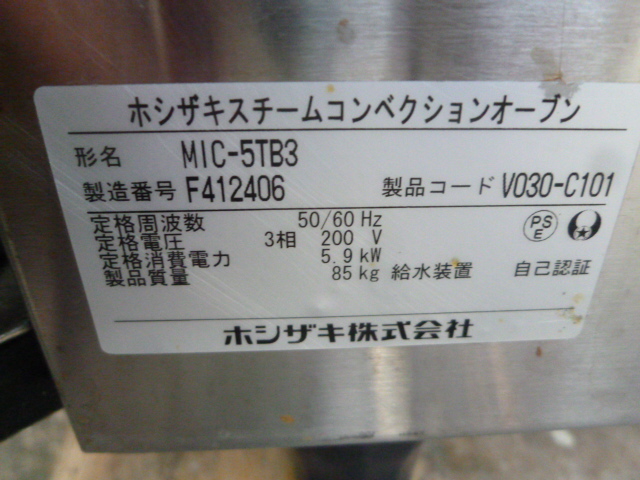 ホシザキスチームコンベクションオーブン
形名 MIC-5TB3
製造番号 F412406 製品コード V030-C101
定格周波数 50/60 Hz
定格電圧 3相 200 V
定格消費電力 5.9 kW
製品質量 85 kg 給水装置 自己認証
PS
E
ホシザキ株式会社